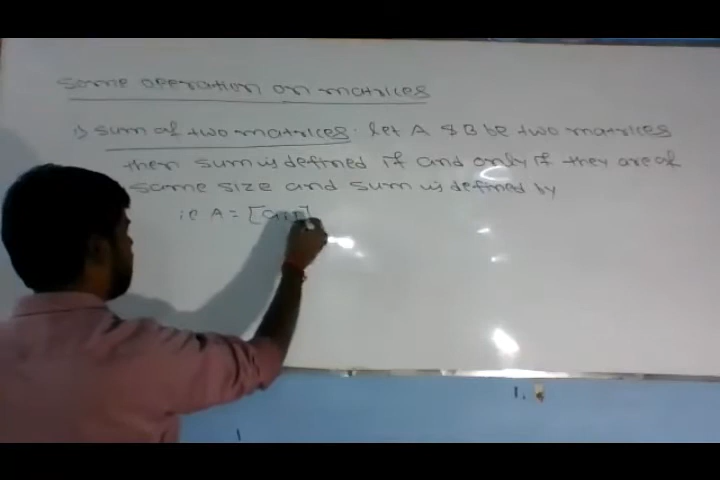 some operation on matrices
i) sum of two matrices: let A & B be two matrices
then sum is defined if and only if they are of
same size and sum is defined by
ie A = [aij]